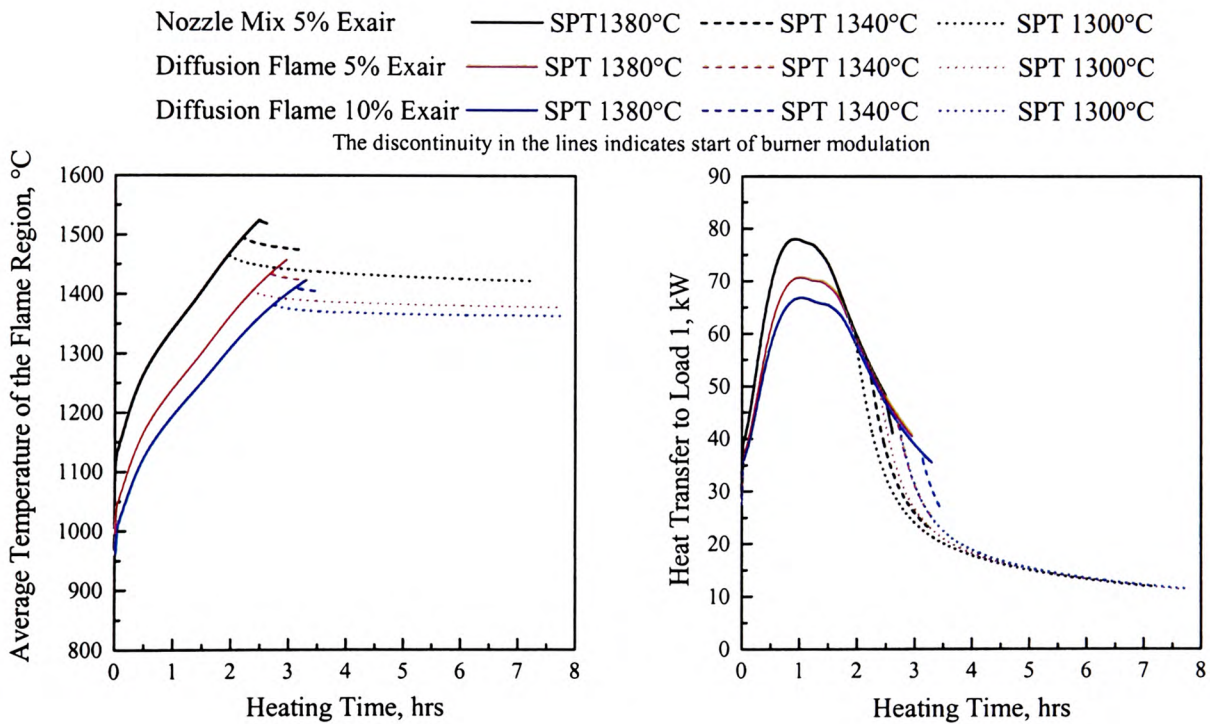 Nozzle Mix 5% Exair SPT1380°C SPT 1340°C SPT 1300°C
Diffusion Flame 5% Exair SPT 1380°C SPT 1340°C SPT 1300°C
Diffusion Flame 10% Exair SPT 1380°C SPT 1340°C SPT 1300°C
The discontinuity in the lines indicates start of burner modulation
Average Temperature of the Flame Region, °C
1600
1500
1400
1300
1200
1100
1000
900
800
0 1 2 3 4 5 6 7 8
Heating Time, hrs
Heat Transfer to Load 1, kW
90
80
70
60
50
40
30
20
10
0
0 1 2 3 4 5 6 7 8
Heating Time, hrs